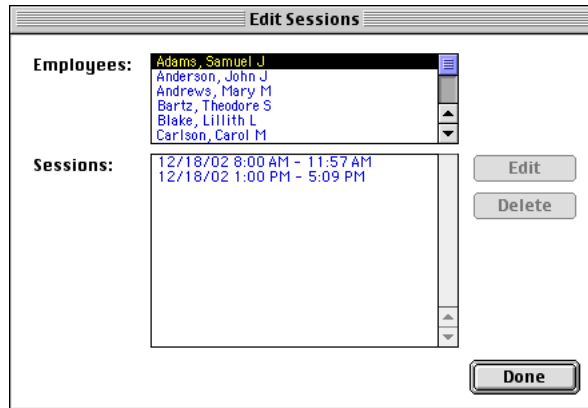 Edit Sessions
Employees:
Adams, Samuel J
Anderson, John J
Andrews, Mary M
Bartz, Theodore S
Blake, Lillith L
Carlson, Carol M
Sessions:
12/18/02 8:00 AM - 11:57 AM
12/18/02 1:00 PM - 5:09 PM
Edit
Delete
Done